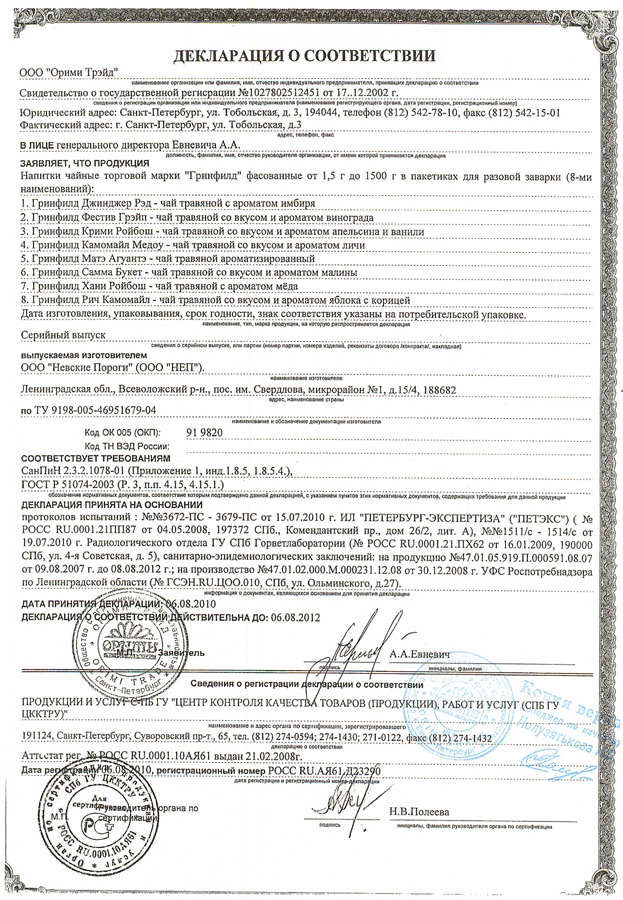 ДЕКЛАРАЦИЯ О СООТВЕТСТВИИ
ООО "Орими Трэйд"
наименование организации или фамилия, имя, отчество индивидуального предпринимателя, принявших декларацию о соответствии
Свидетельство о государственной регисрации №1027802512451 от 17..12.2002 г.
сведения о регистрации организации или индивидуального предпринимателя (наименование регистрирующего органа, дата регистрации, регистрационный номер)
Юридический адрес: Санкт-Петербург, ул. Тобольская, д. 3, 194044, телефон (812) 542-78-10, факс (812) 542-15-01
Фактический адрес: г. Санкт-Петербург, ул. Тобольская, д.3
адрес, телефон, факс
В ЛИЦЕ генерального директора Евневича А.А.
должность, фамилия, имя, отчество руководителя организации, от имени которой принимается декларация
ЗАЯВЛЯЕТ, ЧТО ПРОДУКЦИЯ
Напитки чайные торговой марки "Гринфилд" фасованные от 1,5 г до 1500 г в пакетиках для разовой заварки (8-ми
наименований):
1. Гринфилд Джинджер Рэд - чай травяной с ароматом имбиря
2. Гринфилд Фестив Грэйп - чай травяной со вкусом и ароматом винограда
3. Гринфилд Крими Ройбош - чай травяной со вкусом и ароматом апельсина и ванили
4. Гринфилд Камомайл Медоу - чай травяной со вкусом и ароматом личи
5. Гринфилд Матэ Агуантэ - чай травяной ароматизированный
6. Гринфилд Самма Букет - чай травяной со вкусом и ароматом малины
7. Гринфилд Хани Ройбош - чай травяной с ароматом мёда
8. Гринфилд Рич Камомайл - чай травяной со вкусом и ароматом яблока с корицей
Дата изготовления, упаковывания, срок годности, знак соответствия указаны на потребительской упаковке.
наименование, тип, марка продукции, на которую распространяется декларация
Серийный выпуск
сведения о серийном выпуске, или партии (номер партии, номера изделий, реквизиты договора /контракта/, накладная)
выпускаемая изготовителем
ООО "Невские Пороги" (ООО "НЕП").
наименование изготовителя
Ленинградская обл., Всеволожский р-н., пос. им. Свердлова, микрорайон №1, д.15/4, 188682
адрес, наименование страны
по ТУ 9198-005-46951679-04
наименование и обозначение документации изготовителя
Код ОК 005 (ОКП): 91 9820
Код ТН ВЭД России:
СООТВЕТСТВУЕТ ТРЕБОВАНИЯМ
СанПиН 2.3.2.1078-01 (Приложение 1, инд.1.8.5, 1.8.5.4.),
ГОСТ Р 51074-2003 (Р. 3, п.п. 4.15, 4.15.1.)
обозначение нормативных документов, соответствие которым подтверждено данной декларацией, с указанием пунктов этих нормативных документов, содержащих требования для данной продукции
ДЕКЛАРАЦИЯ ПРИНЯТА НА ОСНОВАНИИ
протоколов испытаний : №№3672-ПС - 3679-ПС от 15.07.2010 г. ИЛ "ПЕТЕРБУРГ-ЭКСПЕРТИЗА" ("ПЕТЭКС") ( №
РОСС RU.0001.21ПП87 от 04.05.2008, 197372 СПб., Комендантский пр., дом 26/2, лит. А), №№1511/с - 1514/с от
19.07.2010 г. Радиологического отдела ГУ СПб Горветлаборатории (№ РОСС RU.0001.21.ПХ62 от 16.01.2009, 190000
СПб, ул. 4-я Советская, д. 5), санитарно-эпидемиологических заключений: на продукцию №47.01.05.919.П.000591.08.07
от 09.08.2007 г. до 08.08.2012 г.; на производство №47.01.02.000.М.000231.12.08 от 30.12.2008 г. УФС Роспотребнадзора
по Ленинградской области (№ ГСЭН.RU.ЦОО.010, СПб, ул. Ольминского, д.27).
информация о документах, являющихся основанием для принятия декларации
ДАТА ПРИНЯТИЯ ДЕКЛАРАЦИИ: 06.08.2010
ДЕКЛАРАЦИЯ О СООТВЕТСТВИИ ДЕЙСТВИТЕЛЬНА ДО: 06.08.2012
М.П. Заявитель А.А.Евневич
подпись инициалы, фамилия
ОРИМИ ТРЭЙД
ORIMI TRADE
Санкт-Петербург
Сведения о регистрации декларации о соответствии
ПРОДУКЦИИ И УСЛУГ СПБ ГУ "ЦЕНТР КОНТРОЛЯ КАЧЕСТВА ТОВАРОВ (ПРОДУКЦИИ), РАБОТ И УСЛУГ (СПБ ГУ
ЦККТРУ)"
наименование и адрес органа по сертификации, зарегистрировавшего
191124, Санкт-Петербург, Суворовский пр-т., 65, тел. (812) 274-0594; 274-1430; 271-0122, факс (812) 274-1432
декларацию о соответствии
Аттестат рег. № РОСС RU.0001.10АЯ61 выдан 21.02.2008г.
Дата регистрации 06.08.2010, регистрационный номер РОСС RU.АЯ61.Д23290
М.П. Руководитель органа по
сертификации
Н.В.Полеева
подпись инициалы, фамилия руководителя органа по сертификации
Для
сертификатов
РОСС RU.0001.10АЯ61
Копия верна